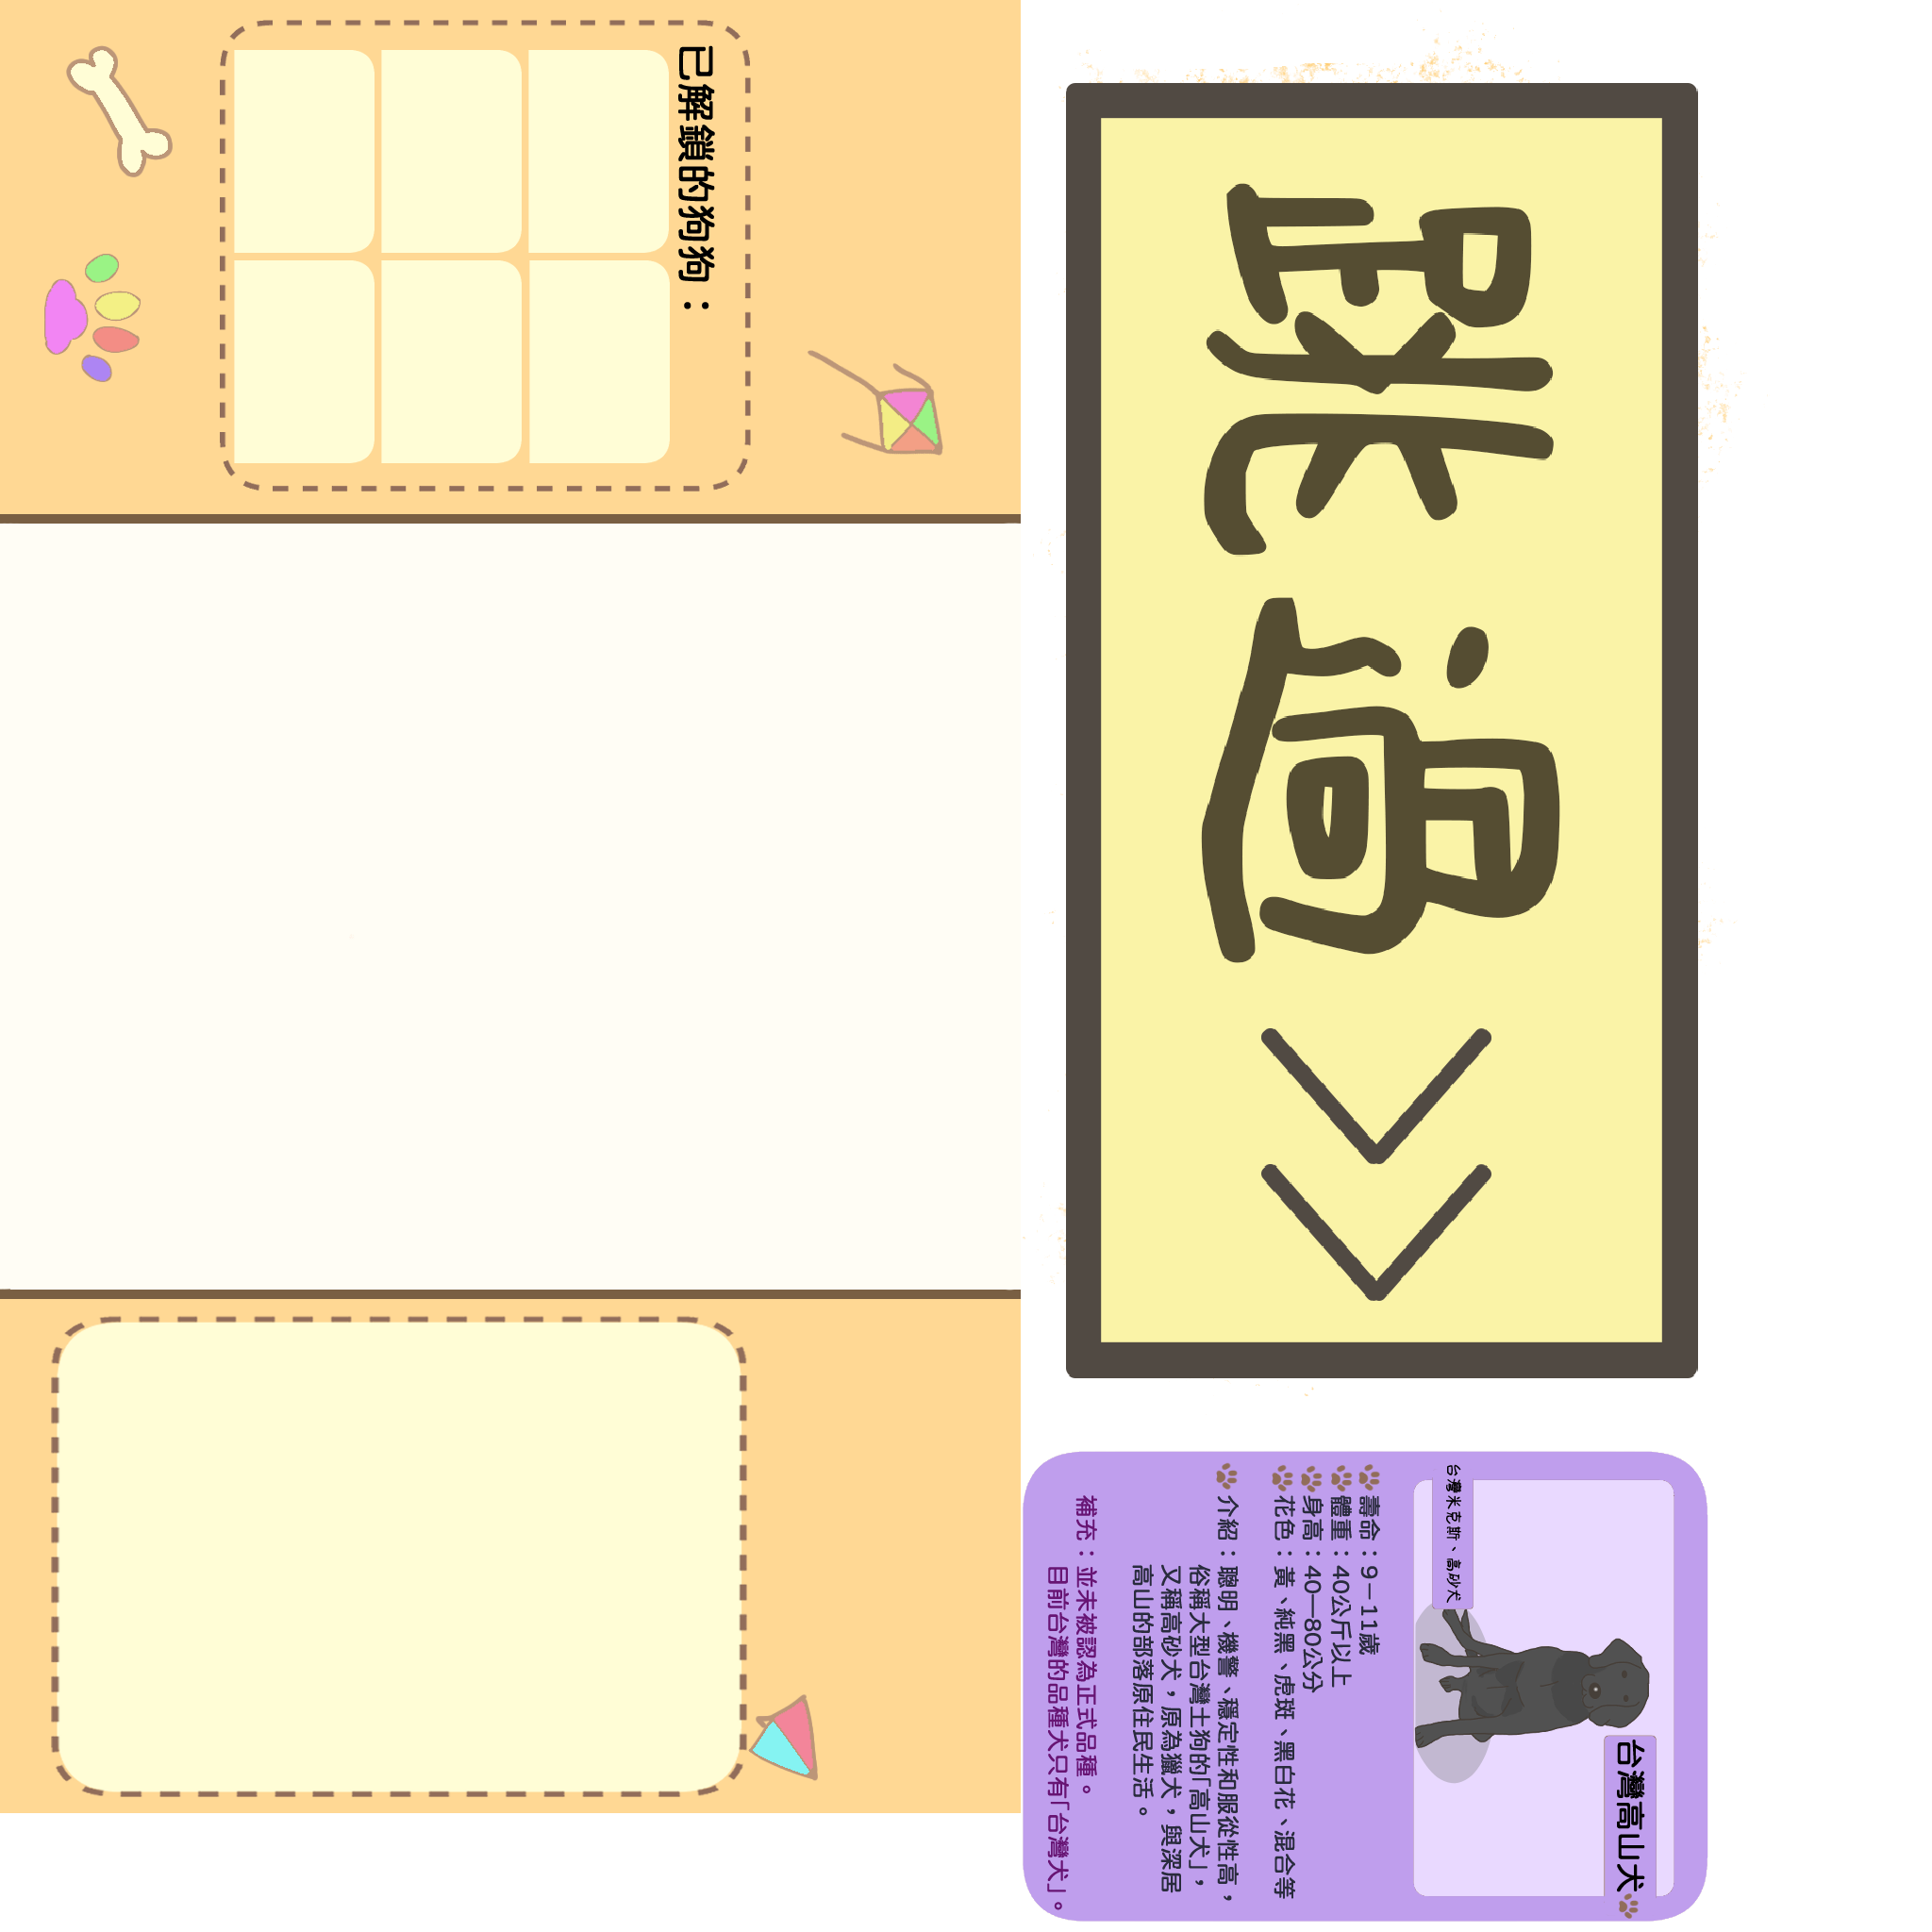 已解鎖的狗狗：
跳過
台灣高山犬
台灣米克斯、高砂犬
壽命：9－11歲
體重：40公斤以上
身高：40—80公分
花色：黃、純黑、虎斑、黑白花、混合等
介紹：聰明、機警、穩定性和服從性高，
俗稱大型台灣土狗的「高山犬」，
又稱高砂犬，原為獵犬，與深居
高山的部落原住民生活。
補充：並未被認為正式品種。
目前台灣的品種犬只有「台灣犬」。